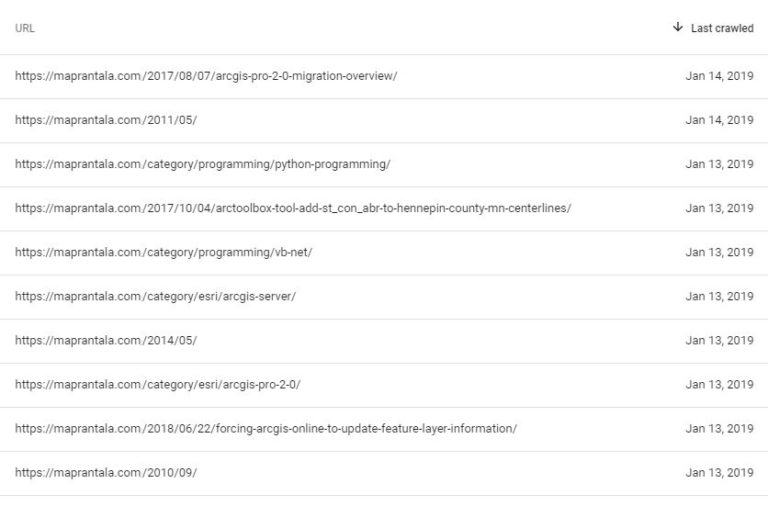 URL ↓ Last crawled
https://maprantala.com/2017/08/07/arcgis-pro-2-0-migration-overview/ Jan 14, 2019
https://maprantala.com/2011/05/ Jan 14, 2019
https://maprantala.com/category/programming/python-programming/ Jan 13, 2019
https://maprantala.com/2017/10/04/arctoolbox-tool-add-st_con_abr-to-hennepin-county-mn-centerlines/ Jan 13, 2019
https://maprantala.com/category/programming/vb-net/ Jan 13, 2019
https://maprantala.com/category/esri/arcgis-server/ Jan 13, 2019
https://maprantala.com/2014/05/ Jan 13, 2019
https://maprantala.com/category/esri/arcgis-pro-2-0/ Jan 13, 2019
https://maprantala.com/2018/06/22/forcing-arcgis-online-to-update-feature-layer-information/ Jan 13, 2019
https://maprantala.com/2010/09/ Jan 13, 2019